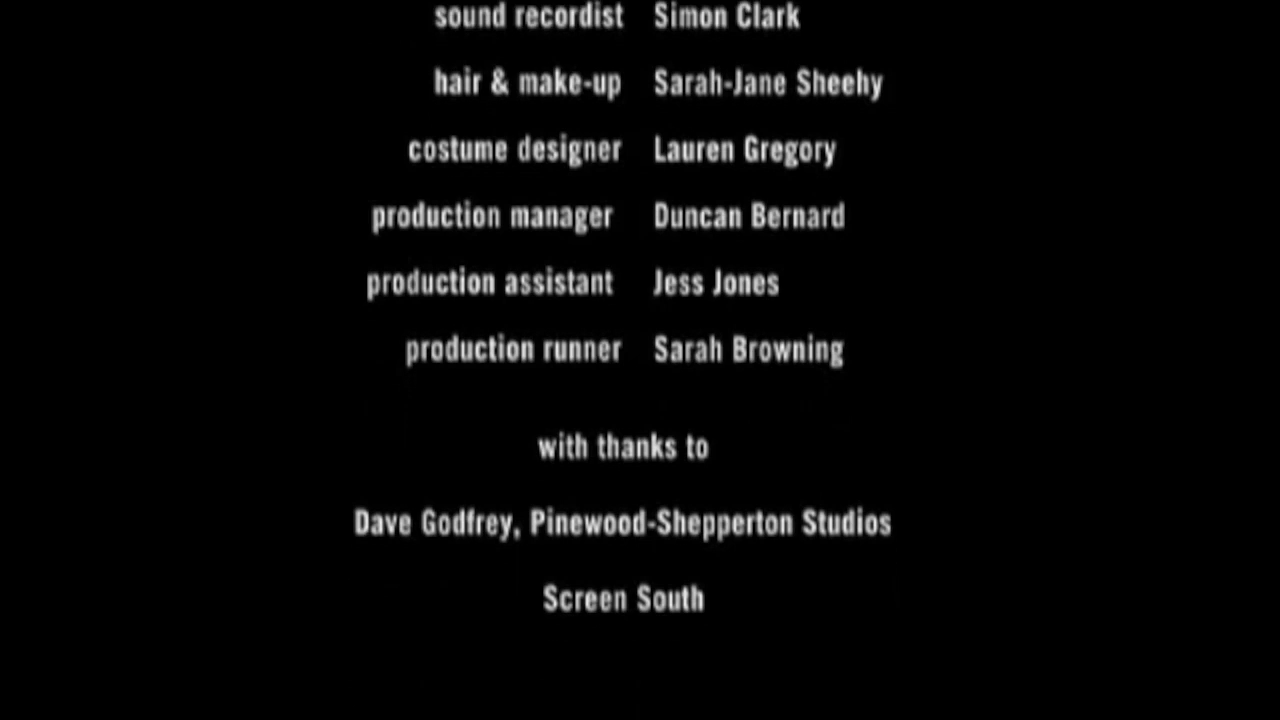 sound recordist Simon Clark
hair & make-up Sarah-Jane Sheehy
costume designer Lauren Gregory
production manager Duncan Bernard
production assistant Jess Jones
production runner Sarah Browning
with thanks to
Dave Godfrey, Pinewood-Shepperton Studios
Screen South